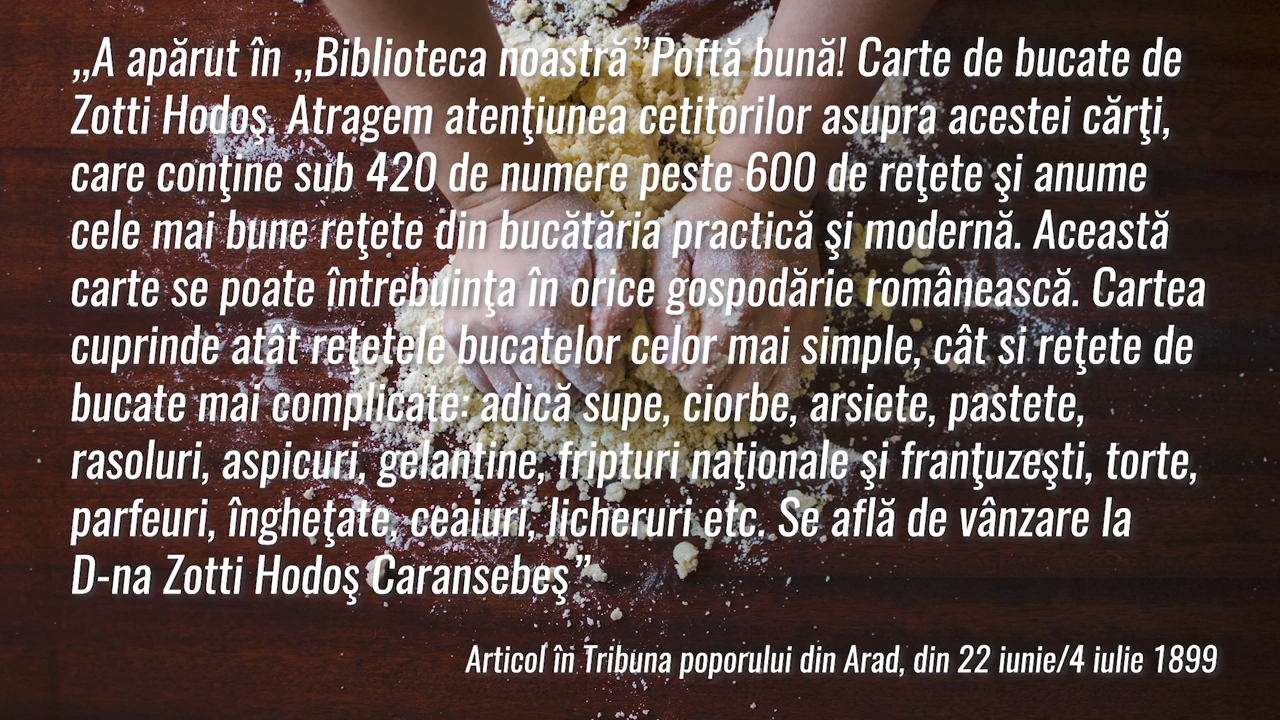 „A apărut în „Biblioteca noastră”Poftă bună! Carte de bucate de
Zotti Hodoş. Atragem atenţiunea cetitorilor asupra acestei cărţi,
care conţine sub 420 de numere peste 600 de reţete şi anume
cele mai bune reţete din bucătăria practică şi modernă. Această
carte se poate întrebuinţa în orice gospodărie românească. Cartea
cuprinde atât reţetele bucatelor celor mai simple, cât si reţete de
bucate mai complicate: adică supe, ciorbe, arsiete, pastete,
rasoluri, aspicuri, gelantine, fripturi naţionale şi franţuzeşti, torte,
parfeuri, îngheţate, ceaiuri, licheruri etc. Se află de vânzare la
D-na Zotti Hodoş Caransebeş”
Articol în Tribuna poporului din Arad, din 22 iunie/4 iulie 1899